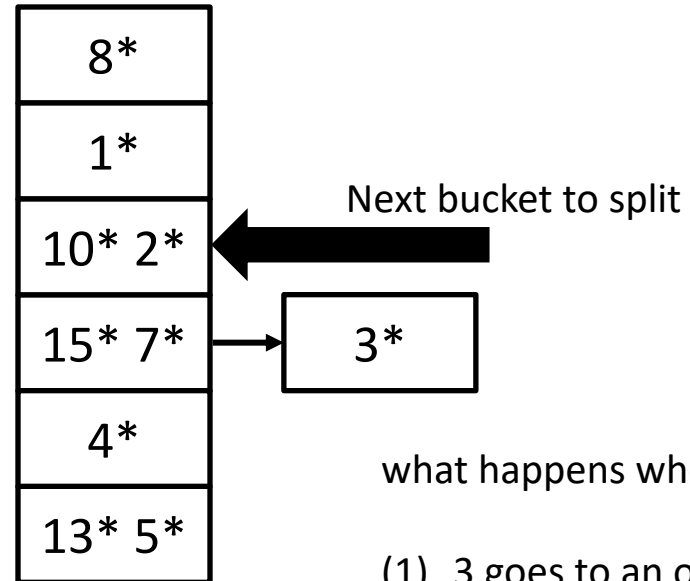 8*
1*
Next bucket to split
10* 2*
15* 7*
3*
4*
what happens
13* 5*
(1) 3 goes to an